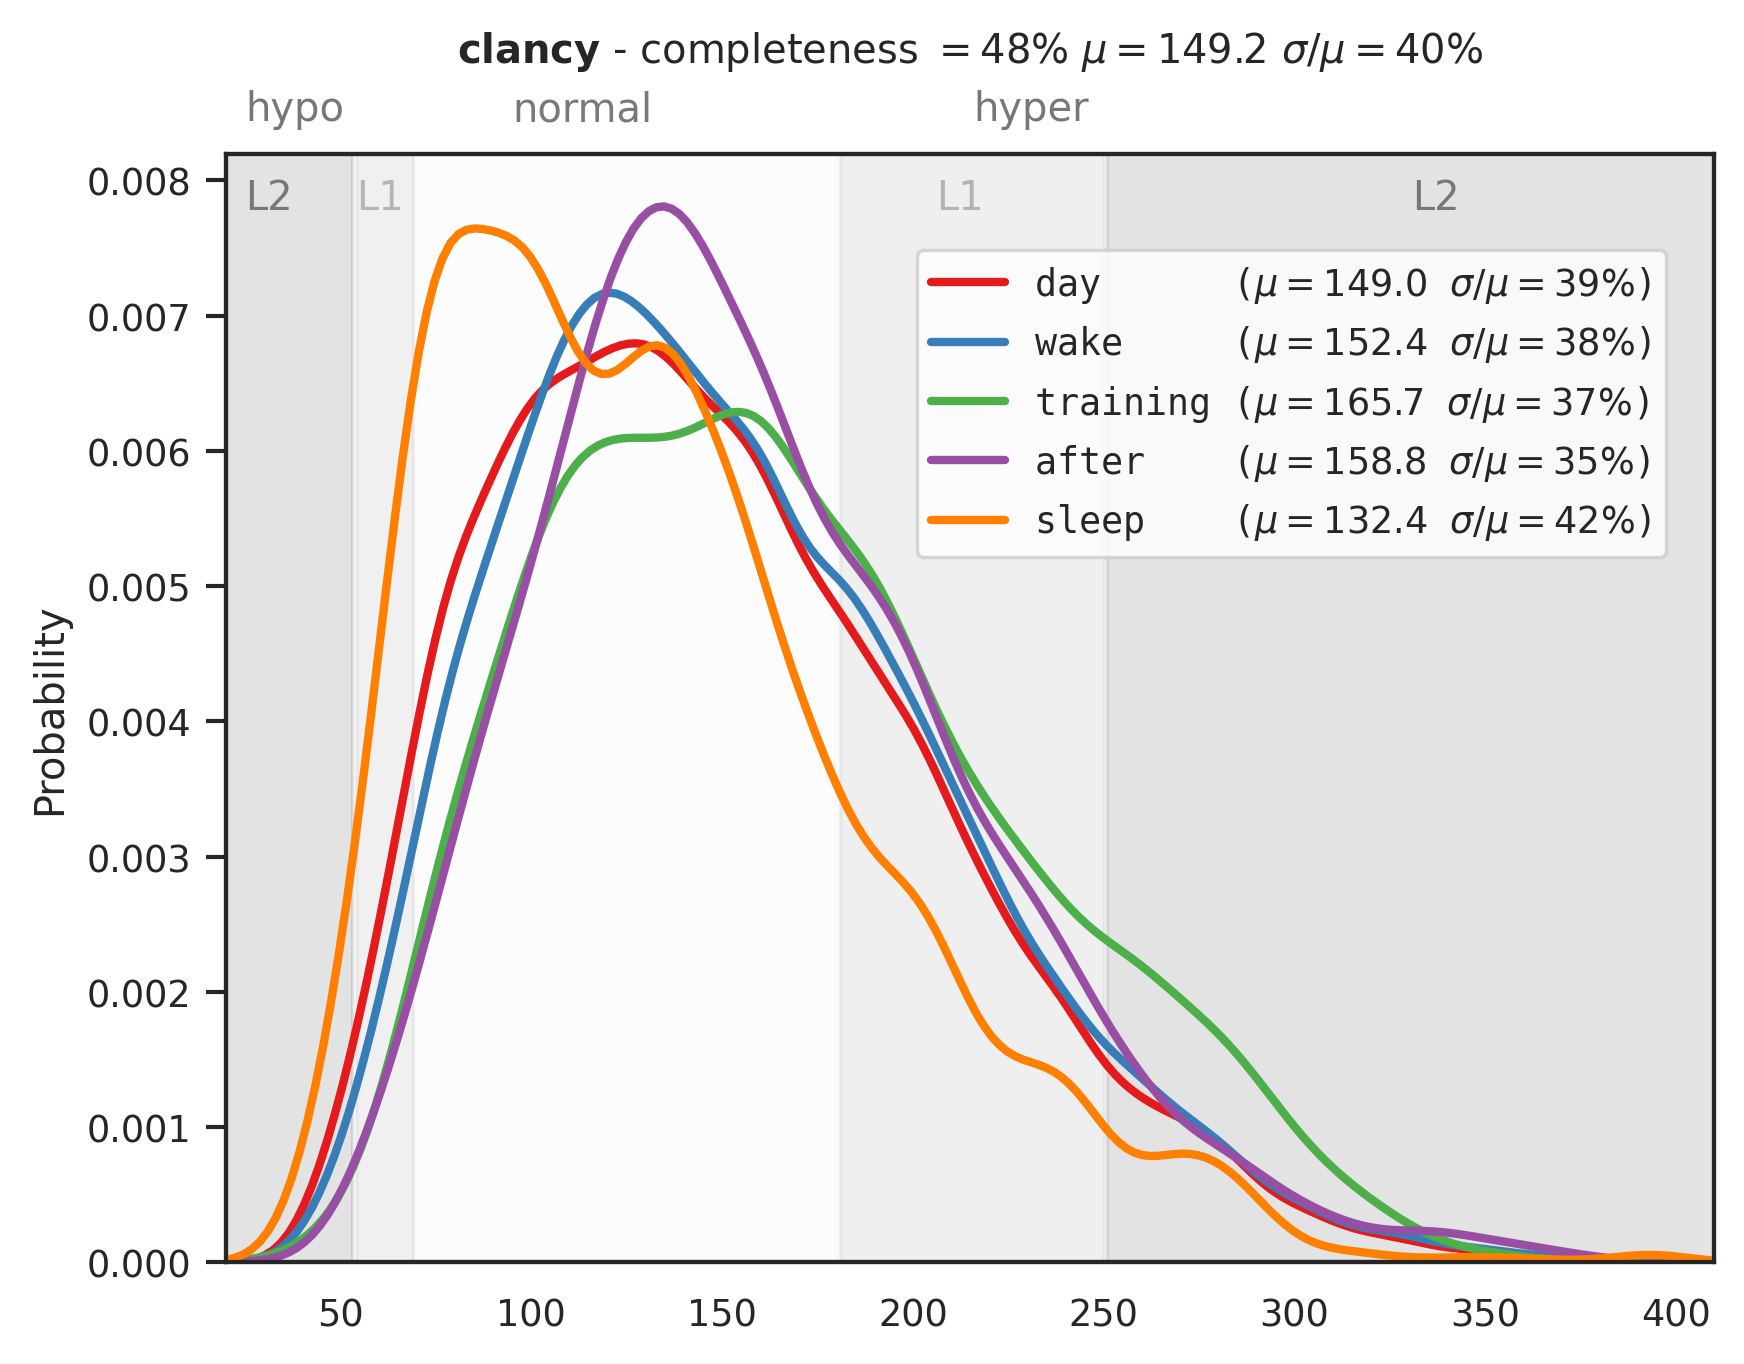 clancy - completeness = 48% μ = 149.2 σ/μ = 40%
hypo normal hyper
L2 L1 L1 L2
day (μ = 149.0 σ/μ = 39%)
wake (μ = 152.4 σ/μ = 38%)
training (μ = 165.7 σ/μ = 37%)
after (μ = 158.8 σ/μ = 35%)
sleep (μ = 132.4 σ/μ = 42%)
Probability
0.008
0.007
0.006
0.005
0.004
0.003
0.002
0.001
0.000
50 100 150 200 250 300 350 400